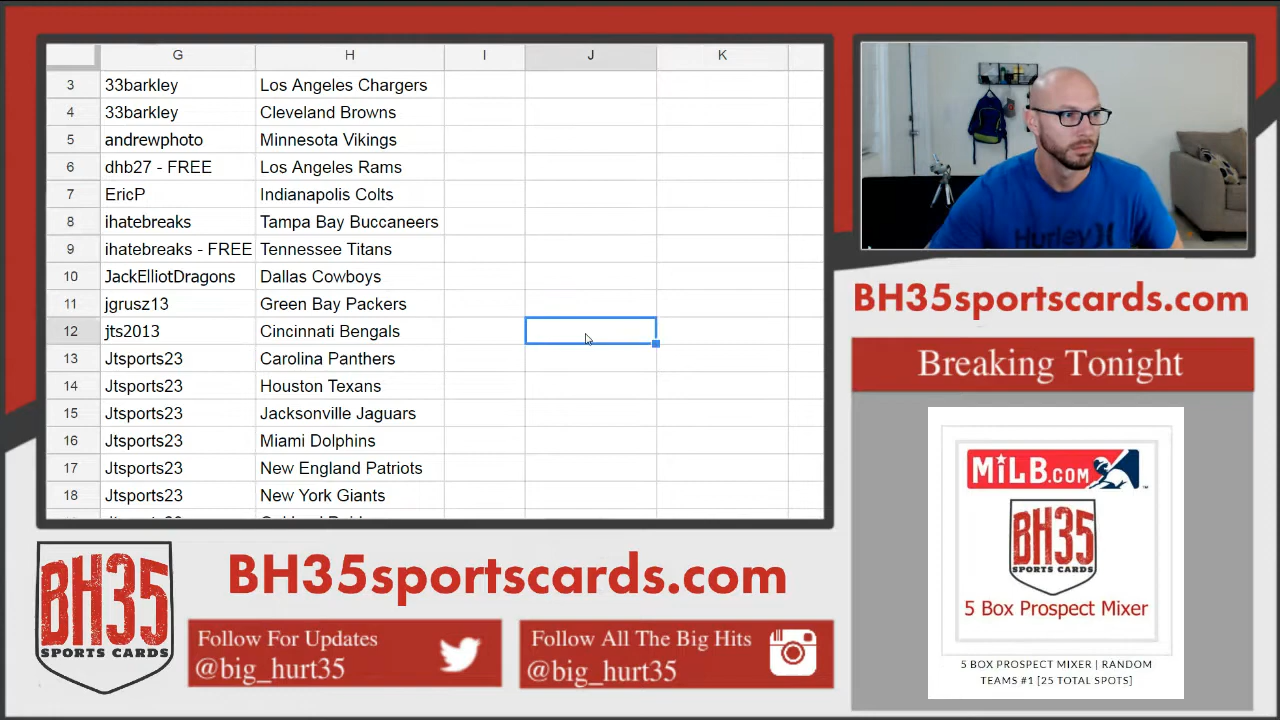 G H I J K
3 33barkley Los Angeles Chargers
4 33barkley Cleveland Browns
5 andrewphoto Minnesota Vikings
6 dhb27 - FREE Los Angeles Rams
7 EricP Indianapolis Colts
8 ihatebreaks Tampa Bay Buccaneers
9 ihatebreaks - FREE Tennessee Titans
10 JackElliotDragons Dallas Cowboys
11 jgrusz13 Green Bay Packers
12 jts2013 Cincinnati Bengals
13 Jtsports23 Carolina Panthers
14 Jtsports23 Houston Texans
15 Jtsports23 Jacksonville Jaguars
16 Jtsports23 Miami Dolphins
17 Jtsports23 New England Patriots
18 Jtsports23 New York Giants
Hurley
BH35sportscards.com
Breaking Tonight
MiLB.COM
BH35
SPORTS CARDS
5 Box Prospect Mixer
5 BOX PROSPECT MIXER | RANDOM
TEAMS #1 [25 TOTAL SPOTS]
BH35
SPORTS CARDS
BH35sportscards.com
Follow For Updates
@big_hurt35
Follow All The Big Hits
@big_hurt35